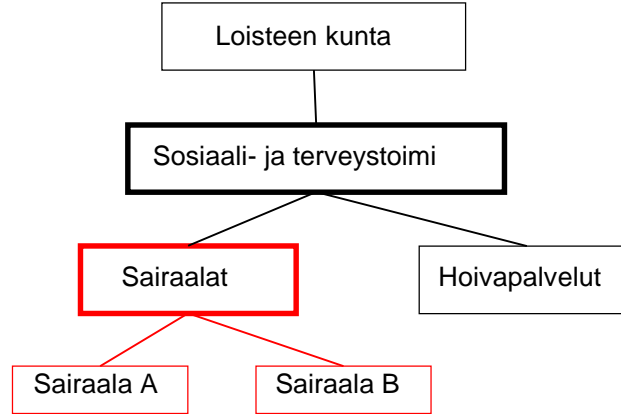 Loisteen kunta
Sosiaali- ja terveystoimi
Sairaalat
Hoivapalvelut
Sairaala A
Sairaala B